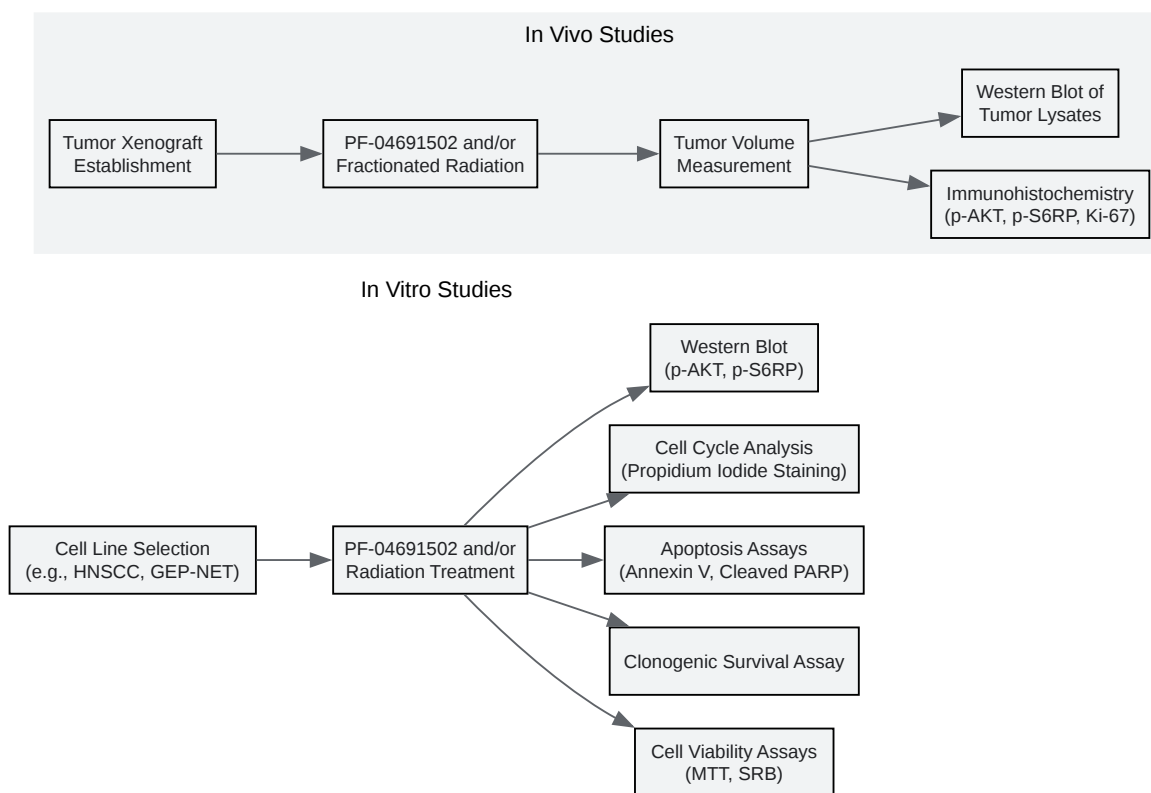 In Vivo Studies
Tumor Xenograft
Establishment
PF-04691502 and/or
Fractionated Radiation
Tumor Volume
Measurement
Western Blot of
Tumor Lysates
Immunohistochemistry
(p-AKT, p-S6RP, Ki-67)
In Vitro Studies
Cell Line Selection
(e.g., HNSCC, GEP-NET)
PF-04691502 and/or
Radiation Treatment
Western Blot
(p-AKT, p-S6RP)
Cell Cycle Analysis
(Propidium Iodide Staining)
Apoptosis Assays
(Annexin V, Cleaved PARP)
Clonogenic Survival Assay
Cell Viability Assays
(MTT, SRB)